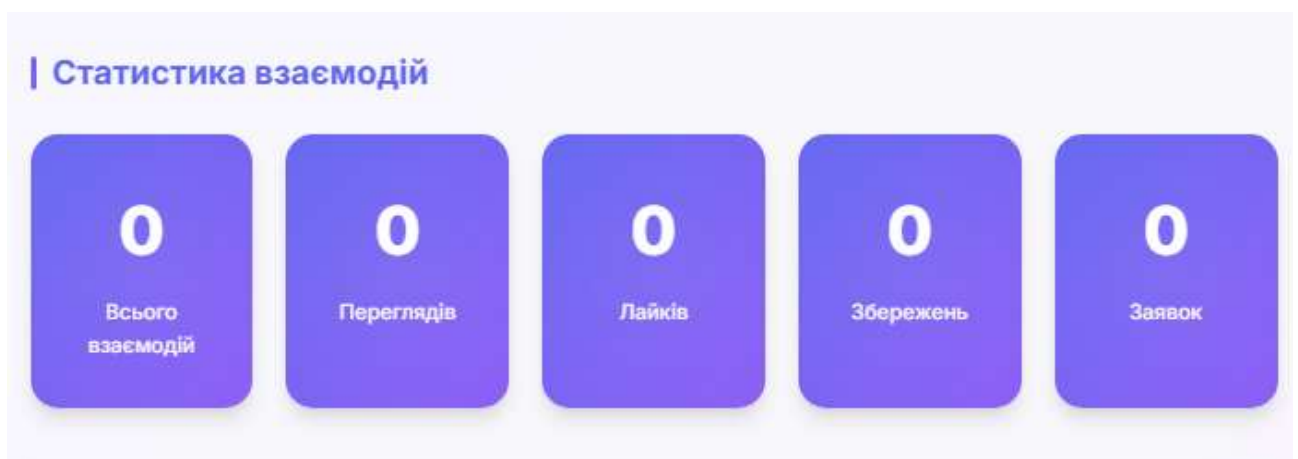 Статистика взаємодій
0
Всього
взаємодій
0
Переглядів
0
Лайків
0
Збережень
0
Заявок